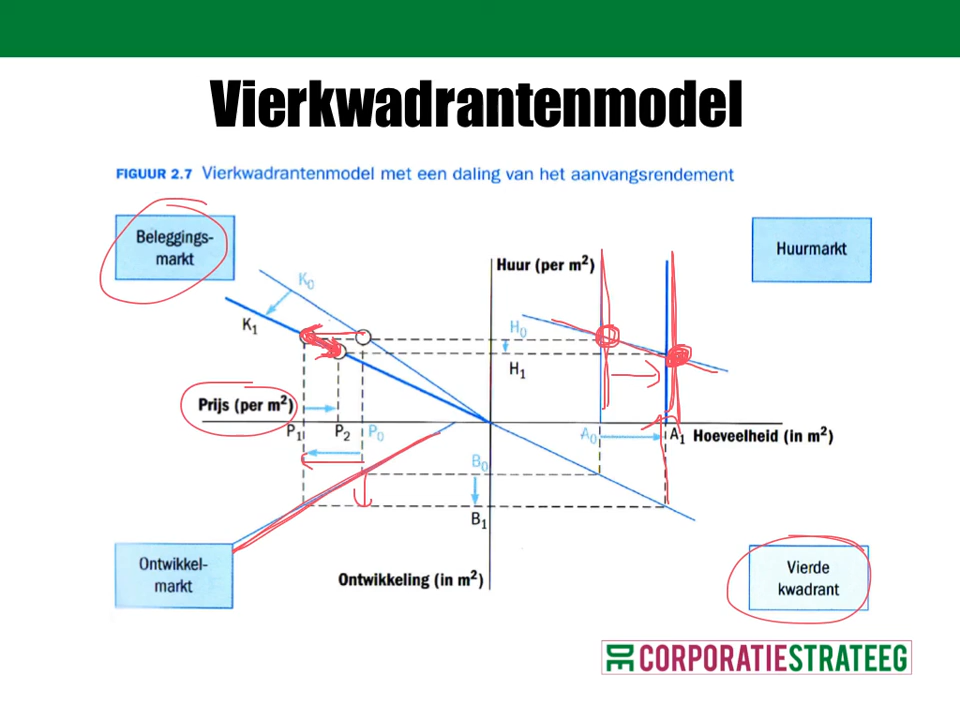 Vierkwadrantenmodel
FIGUUR 2.7 Vierkwadrantenmodel met een daling van het aanvangsrendement
Beleggings-
markt
Huurmarkt
Huur (per m²)
K₀
K₁
H₀
H₁
Prijs (per m²)
P₁ P₂ P₀
A₀ A₁ Hoeveelheid (in m²)
B₀
B₁
Ontwikkel-
markt
Ontwikkeling (in m²)
Vierde
kwadrant
DE CORPORATIESTRATEEG